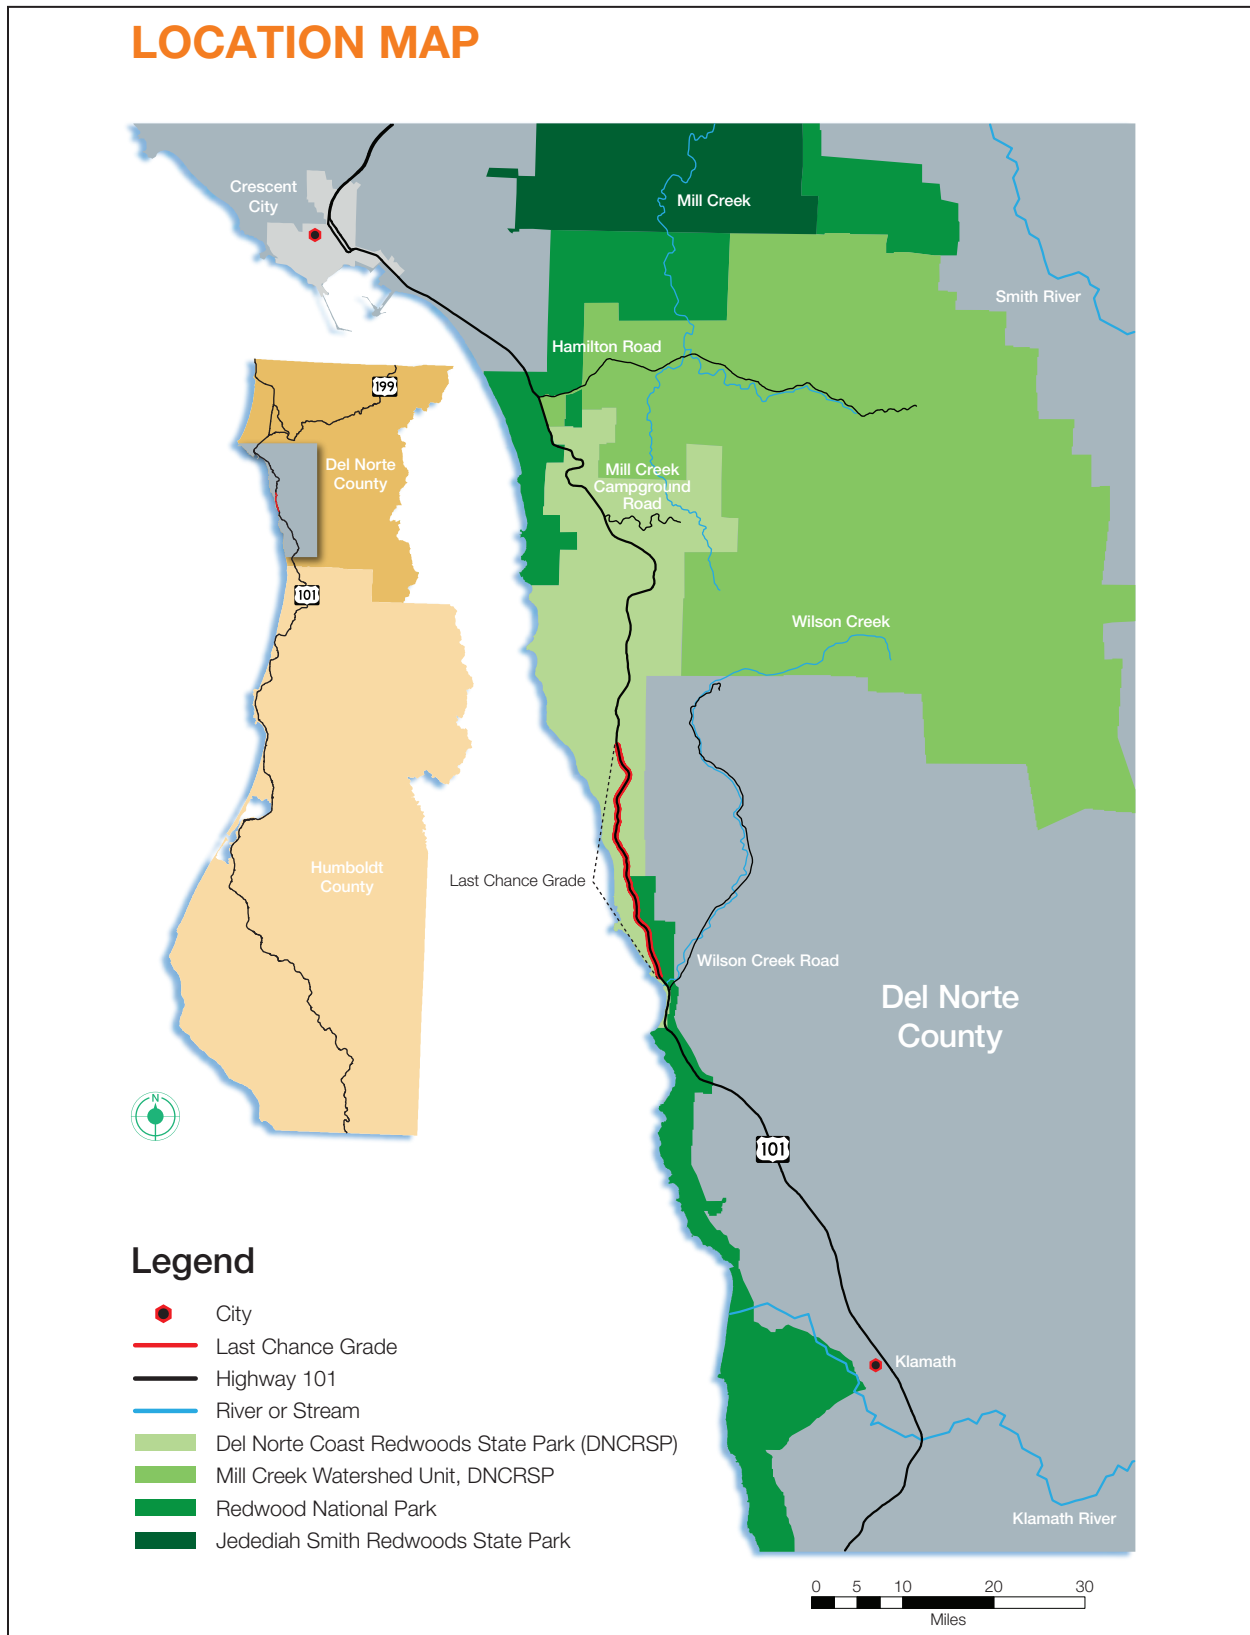 LOCATION MAP
Crescent
City
Mill Creek
Smith River
Hamilton Road
199
Del Norte
County
Mill Creek
Campground
Road
101
Wilson Creek
Humboldt
County
Last Chance Grade
Wilson Creek Road
Del Norte
County
N
101
Klamath
Klamath River
Legend
City
Last Chance Grade
Highway 101
River or Stream
Del Norte Coast Redwoods State Park (DNCRSP)
Mill Creek Watershed Unit, DNCRSP
Redwood National Park
Jedediah Smith Redwoods State Park
0 5 10 20 30
Miles